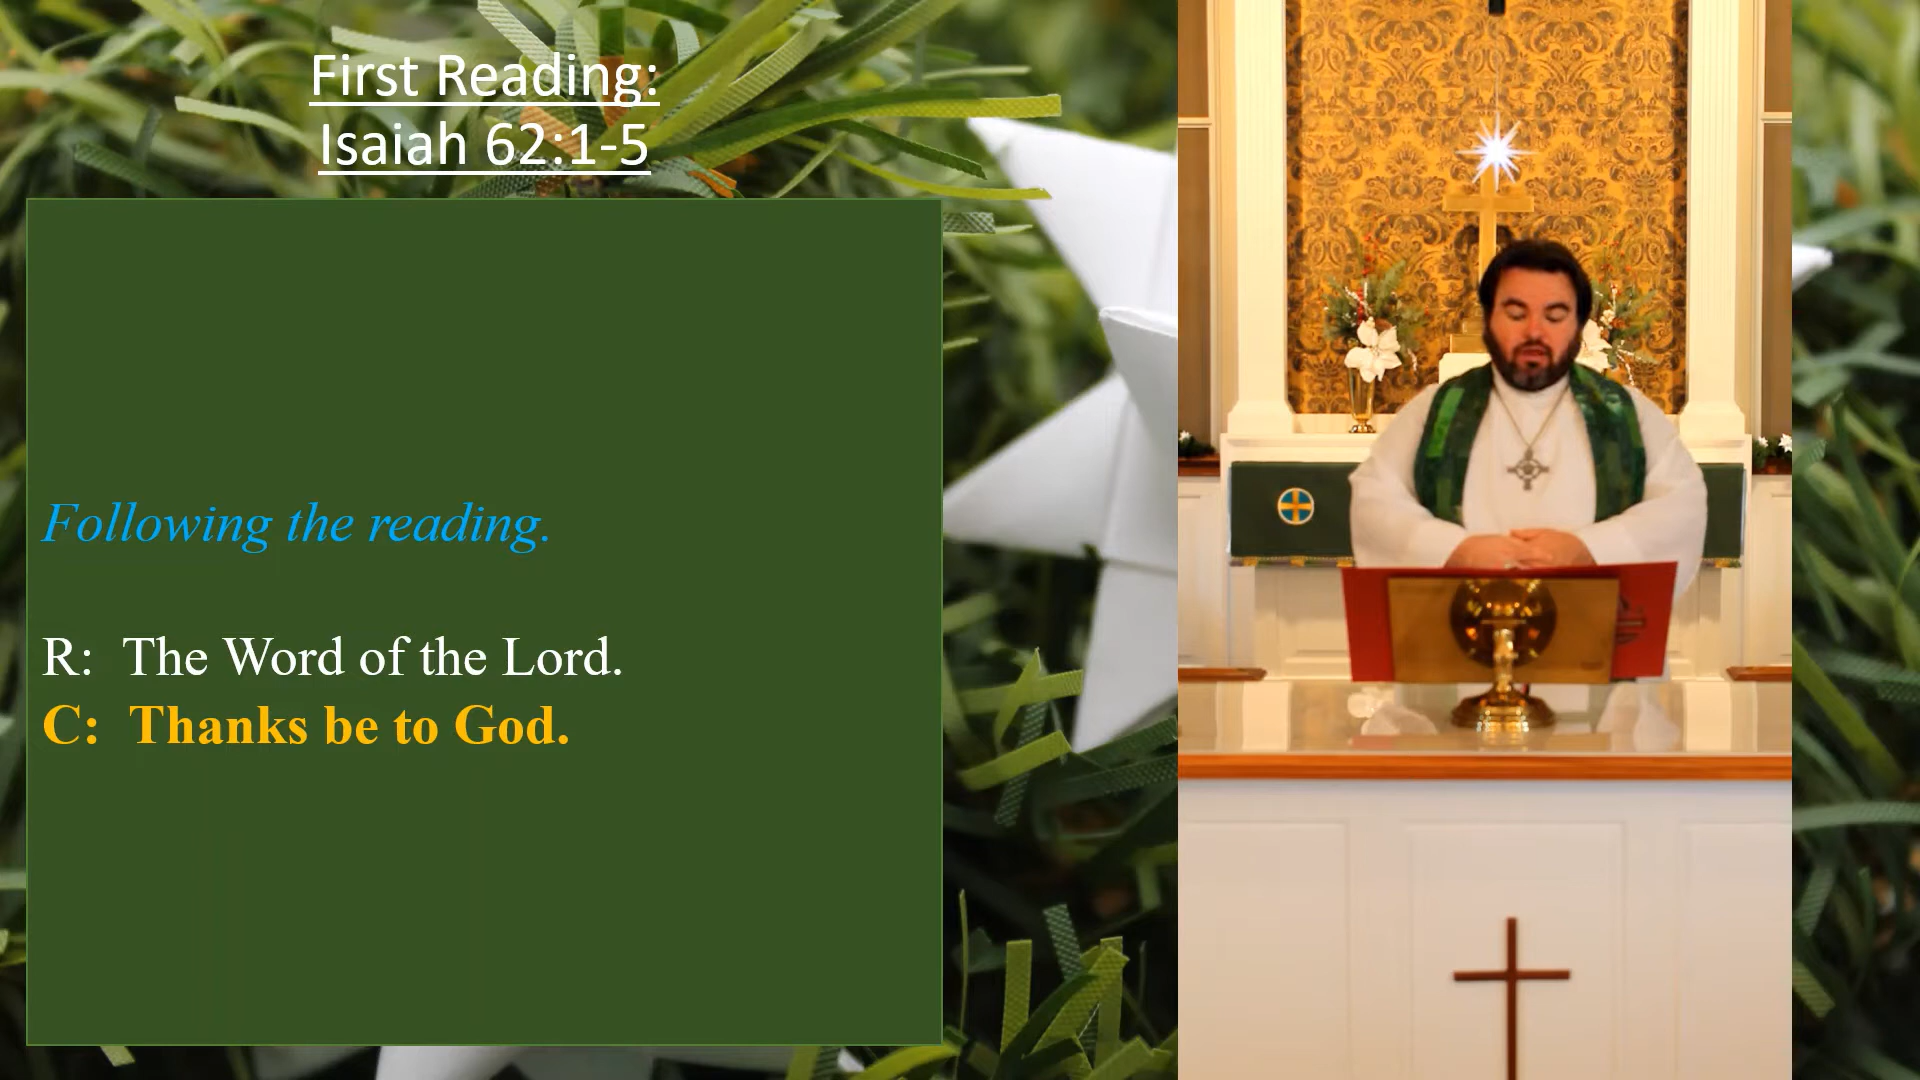 First Reading:
Isaiah 62:1-5
Following the reading.
R: The Word of the Lord.
C: Thanks be to God.